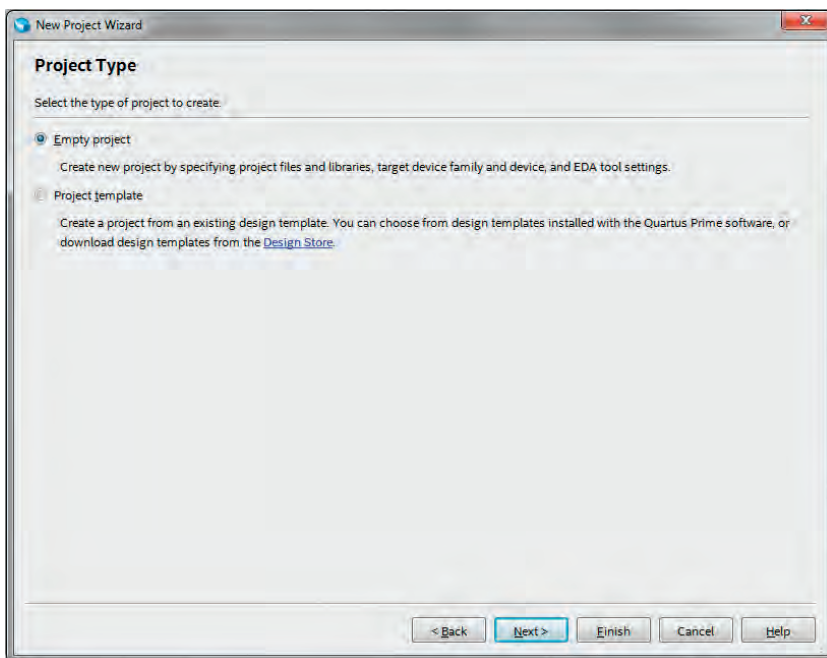 New Project Wizard
Project Type
Select the type of project to create.
Empty project
Create new project by specifying project files and libraries, target device family and device, and EDA tool settings.
Project template
Create a project from an existing design template. You can choose from design templates installed with the Quartus Prime software, or
download design templates from the Design Store.
< Back Next > Finish Cancel Help